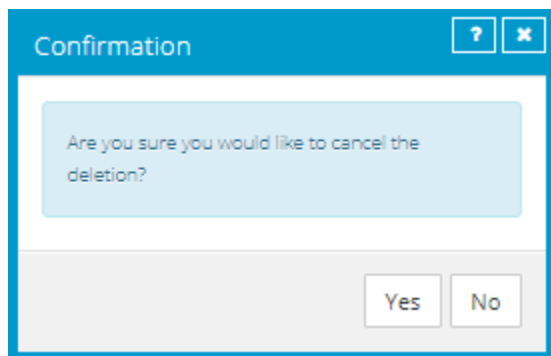 Confirmation
?
Are you sure you would like to cancel the
deletion?
Yes No